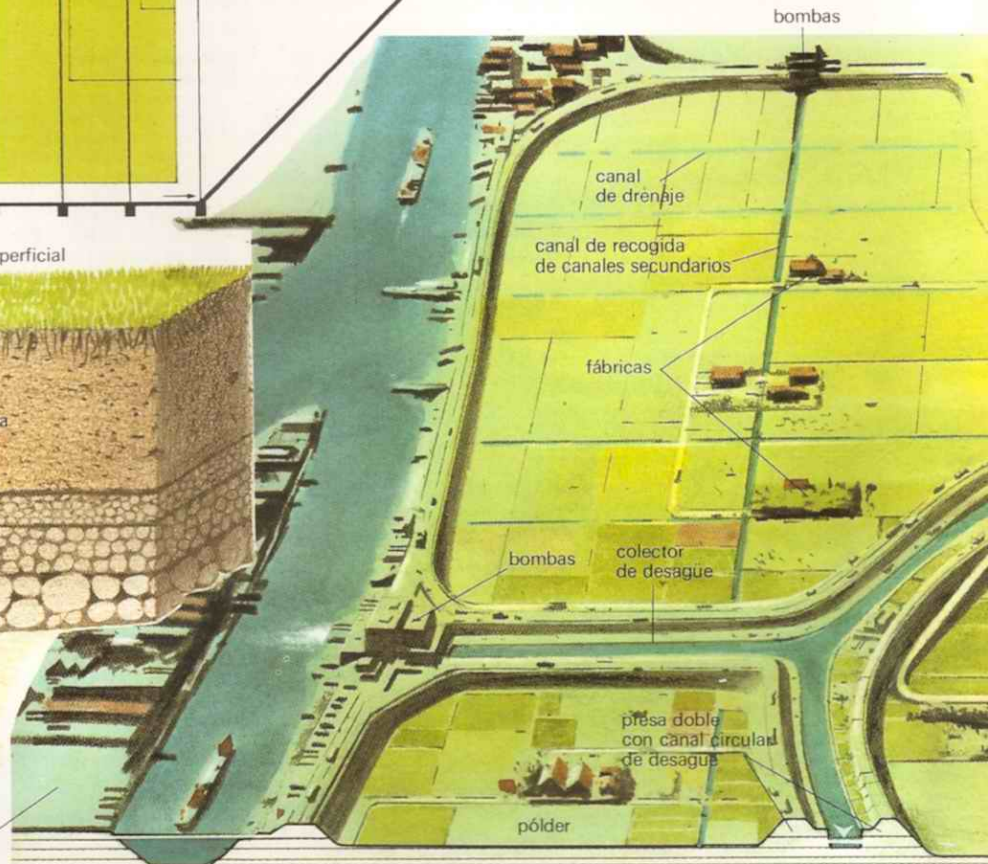 bombas
canal
de drenaje
perficial
canal de recogida
de canales secundarios
fábricas
a
bombas
colector
de desagüe
presa doble
con canal circular
de desagüe
pólder